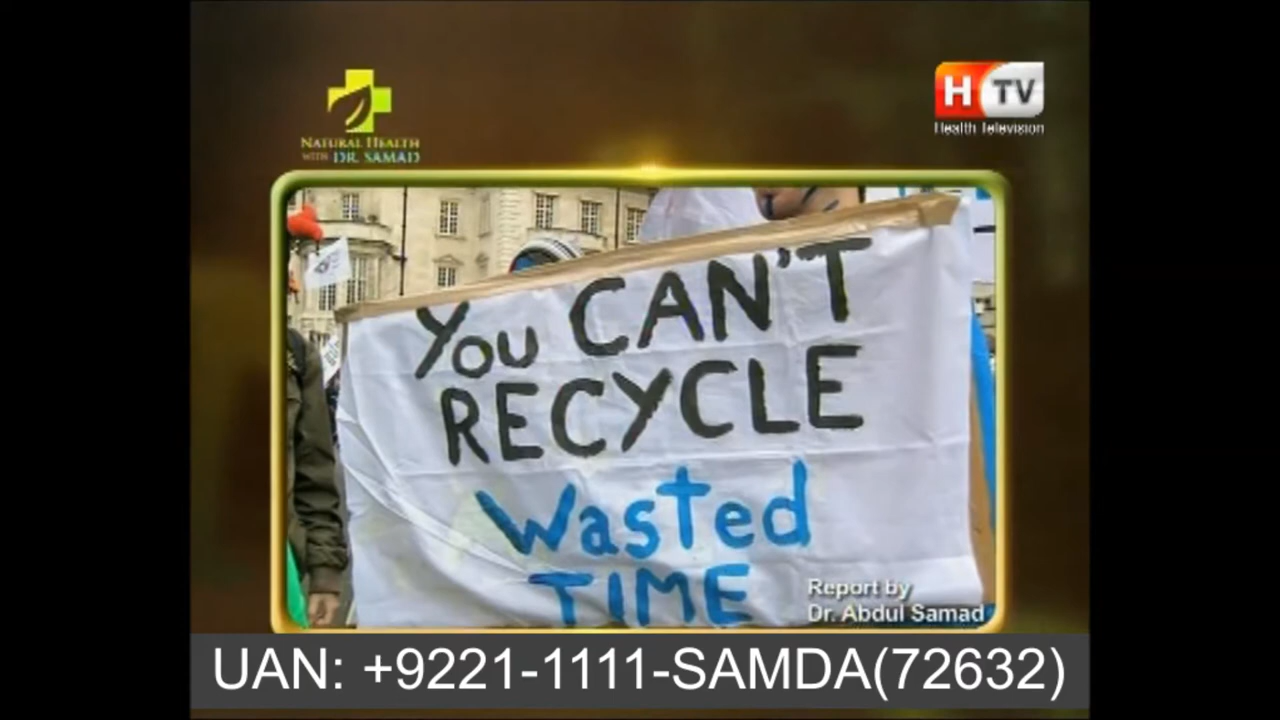 NATURAL HEALTH
WITH DR. SAMAD
H TV
Health Television
YOU CAN'T
RECYCLE
Wasted
TIME
Report by
Dr. Abdul Samad
UAN: +9221-1111-SAMDA(72632)